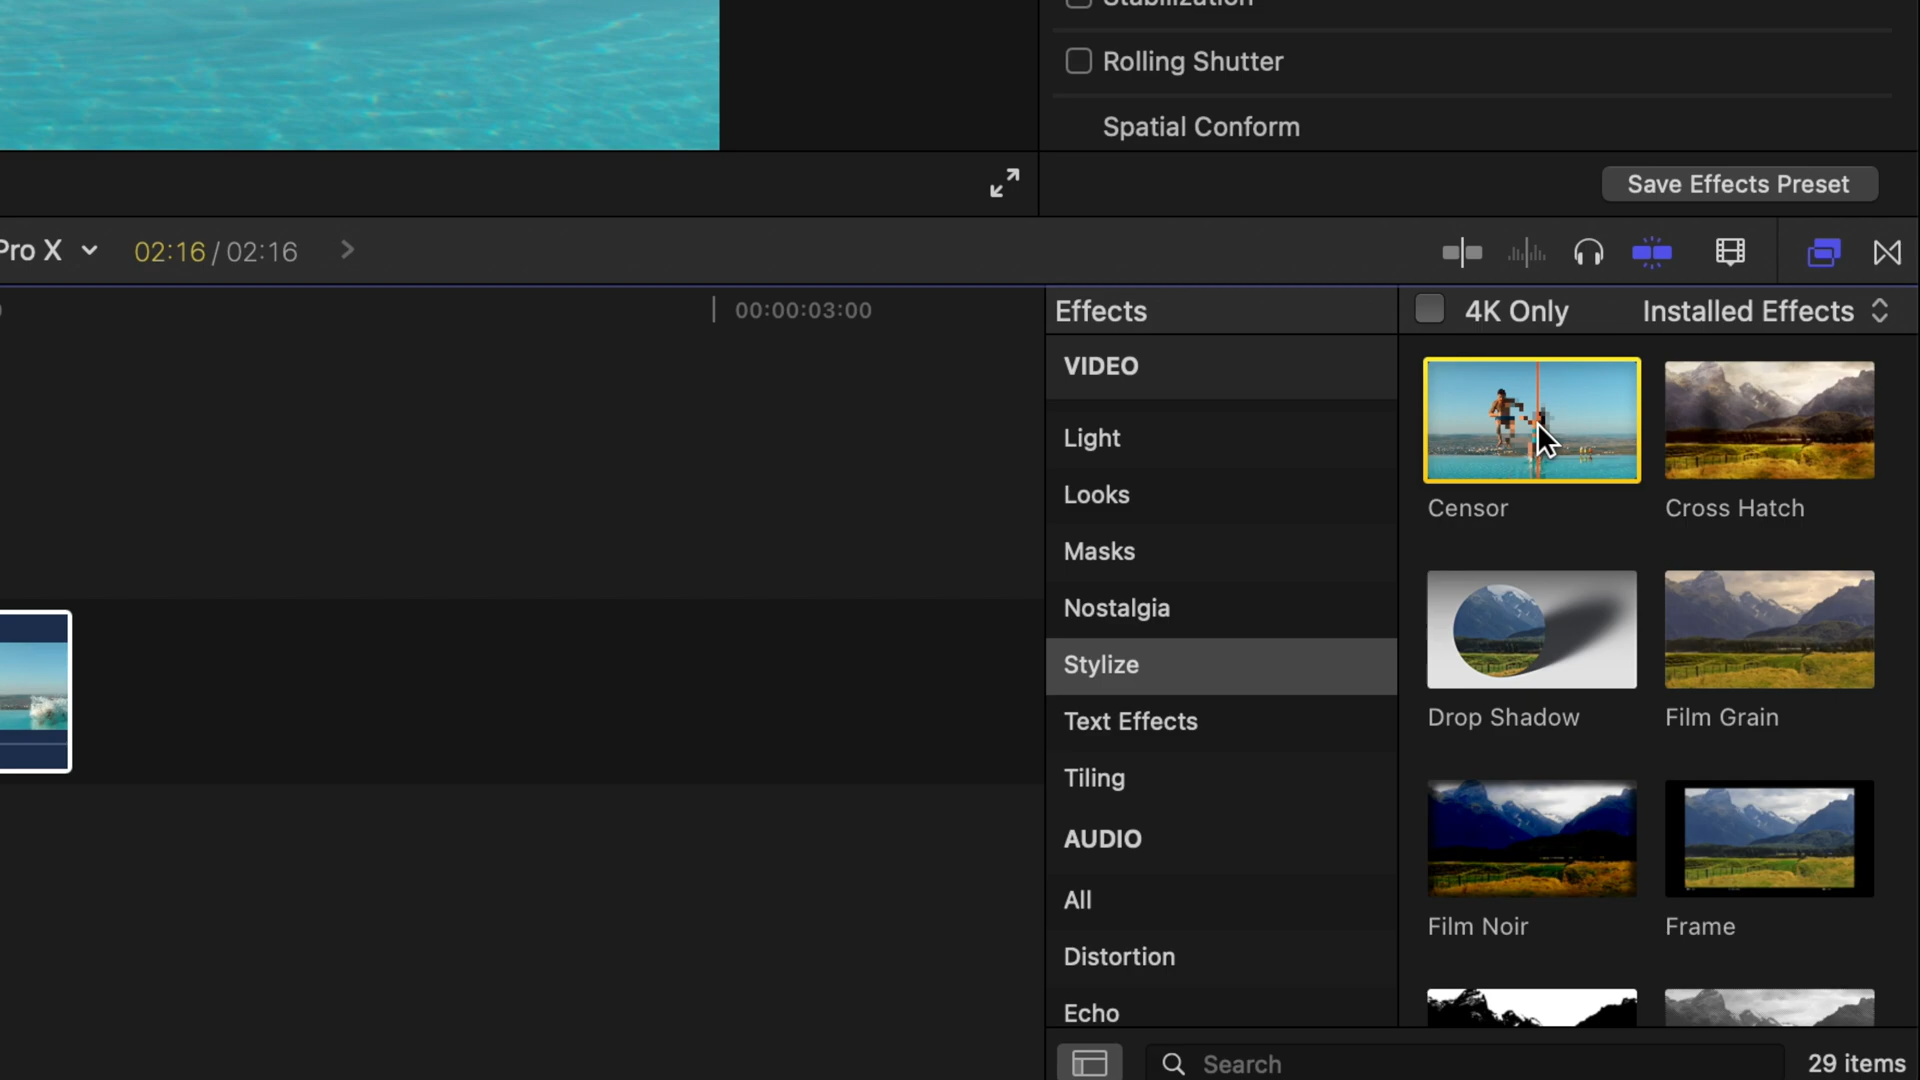 Stabilization
Rolling Shutter
Spatial Conform
Save Effects Preset
Pro X
02:16 / 02:16
00:00:03:00
Effects
4K Only
Installed Effects
VIDEO
Light
Looks
Masks
Nostalgia
Stylize
Text Effects
Tiling
AUDIO
All
Distortion
Echo
Censor
Cross Hatch
Drop Shadow
Film Grain
Film Noir
Frame
Search
29 items